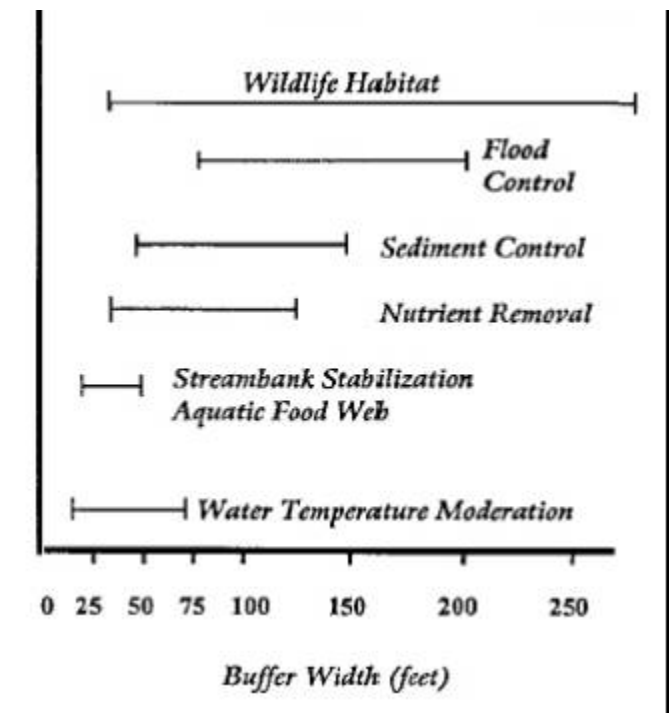 Wildlife Habitat
Flood
Control
Sediment Control
Nutrient Removal
Streambank Stabilization
Aquatic Food Web
Water Temperature Moderation
0 25 50 75 100 150 200 250
Buffer Width (feet)